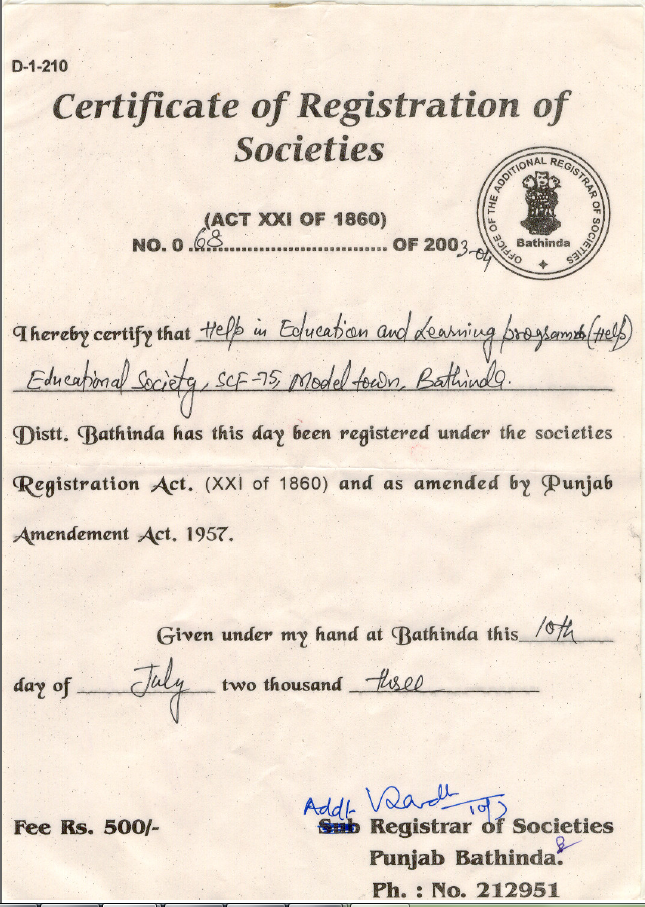 D-1-210
Certificate of Registration of
Societies
(ACT XXI OF 1860)
NO. 0 68 OF 2003-04
OFFICE OF THE ADDITIONAL REGISTRAR OF SOCIETIES
Bathinda
I hereby certify that Help in Education and Learning programs (Help)
Educational Society, SCF-75, Model town, Bathinda.
Distt. Bathinda has this day been registered under the societies
Registration Act. (XXI of 1860) and as amended by Punjab
Amendement Act. 1957.
Given under my hand at Bathinda this 10th
day of July two thousand three
Addl.
Fee Rs. 500/- Sub Registrar of Societies
Punjab Bathinda.
Ph. : No. 212951